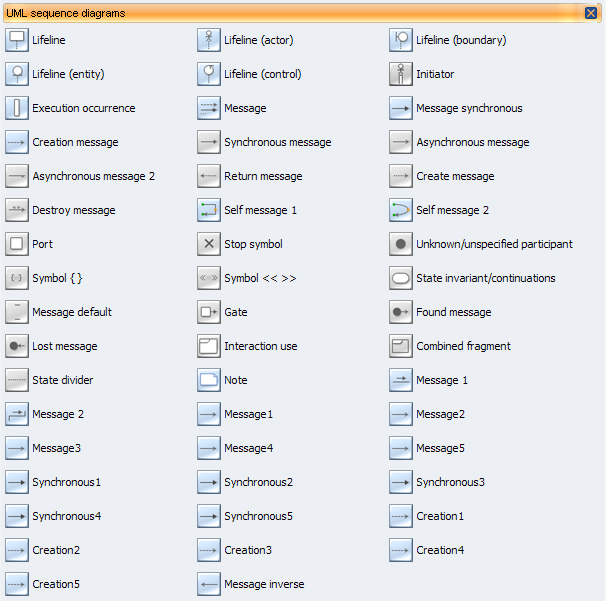 UML sequence diagrams
Lifeline Lifeline (actor) Lifeline (boundary)
Lifeline (entity) Lifeline (control) Initiator
Execution occurrence Message Message synchronous
Creation message Synchronous message Asynchronous message
Asynchronous message 2 Return message Create message
Destroy message Self message 1 Self message 2
Port Stop symbol Unknown/unspecified participant
Symbol { } Symbol << >> State invariant/continuations
Message default Gate Found message
Lost message Interaction use Combined fragment
State divider Note Message 1
Message 2 Message1 Message2
Message3 Message4 Message5
Synchronous1 Synchronous2 Synchronous3
Synchronous4 Synchronous5 Creation1
Creation2 Creation3 Creation4
Creation5 Message inverse